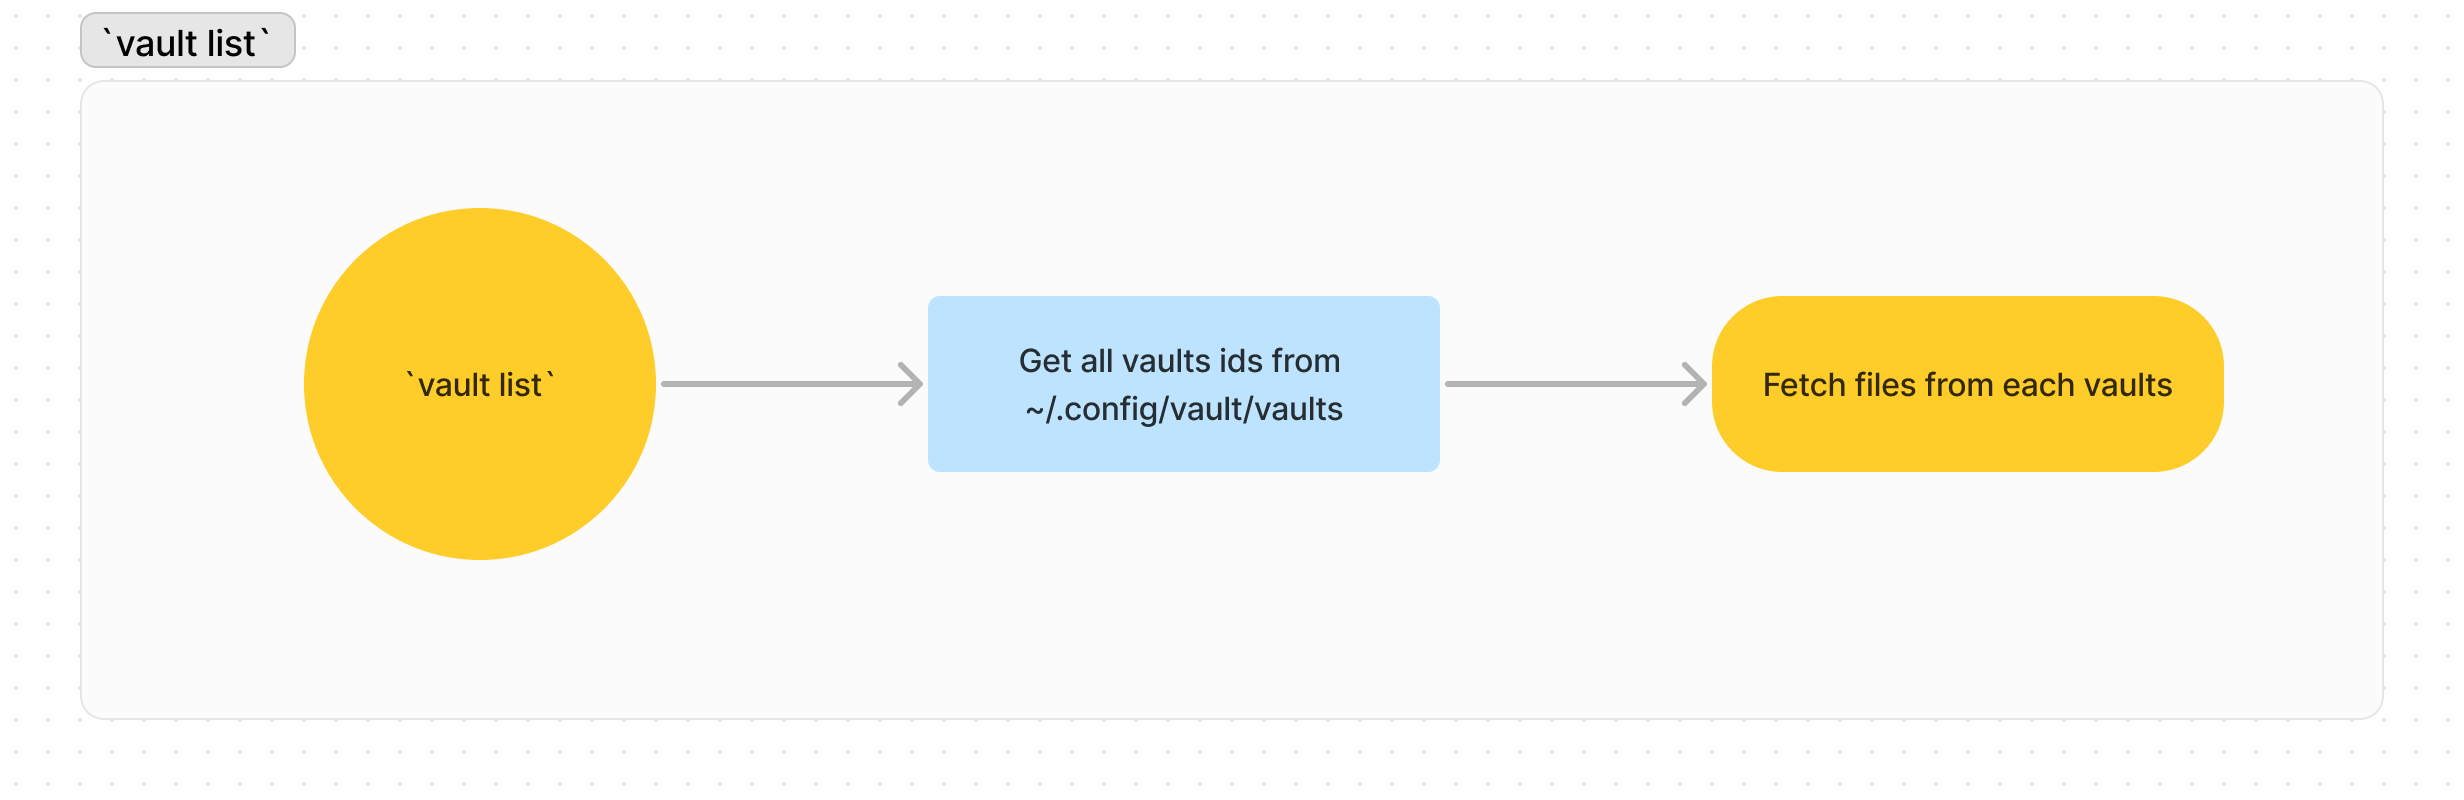 `vault list`
`vault list`
Get all vaults ids from
~/.config/vault/vaults
Fetch files from each vaults